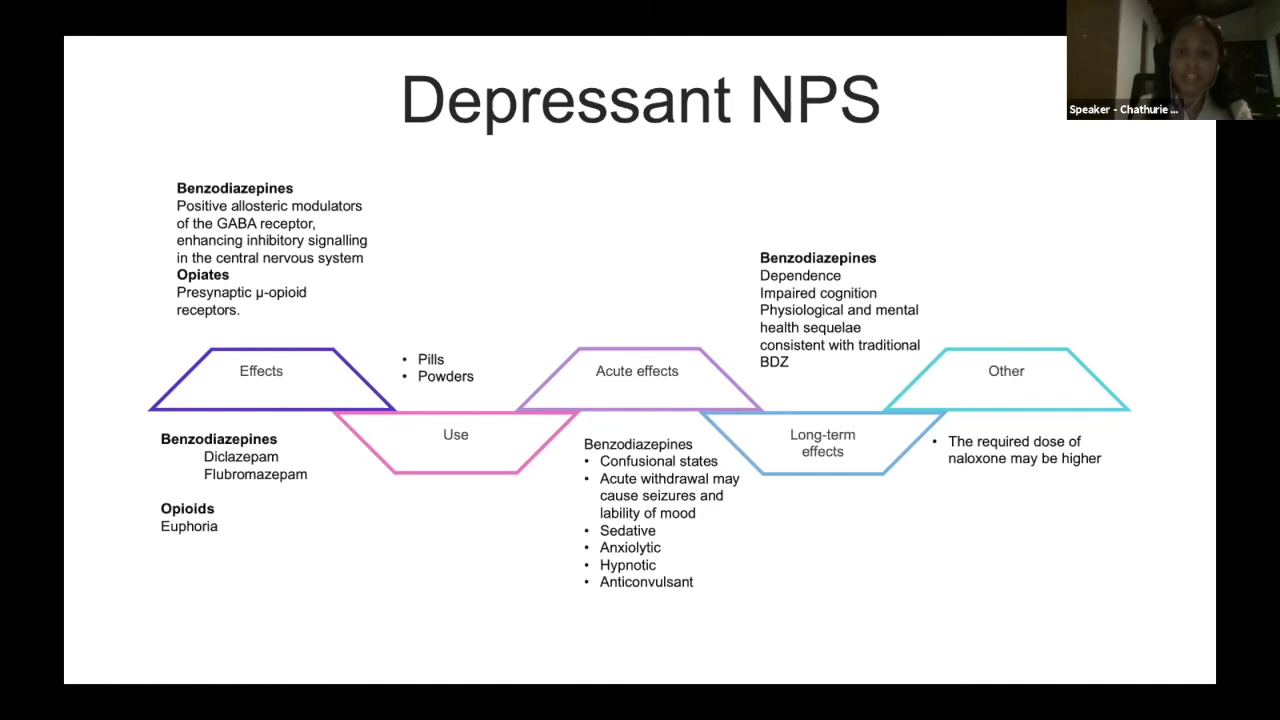 Depressant NPS
Speaker - Chathurie ...
Benzodiazepines
Positive allosteric modulators
of the GABA receptor,
enhancing inhibitory signalling
in the central nervous system
Opiates
Presynaptic µ-opioid
receptors.
Effects
Benzodiazepines
Diclazepam
Flubromazepam
Opioids
Euphoria
• Pills
• Powders
Use
Acute effects
Benzodiazepines
• Confusional states
• Acute withdrawal may
cause seizures and
lability of mood
• Sedative
• Anxiolytic
• Hypnotic
• Anticonvulsant
Benzodiazepines
Dependence
Impaired cognition
Physiological and mental
health sequelae
consistent with traditional
BDZ
Long-term
effects
Other
• The required dose of
naloxone may be higher